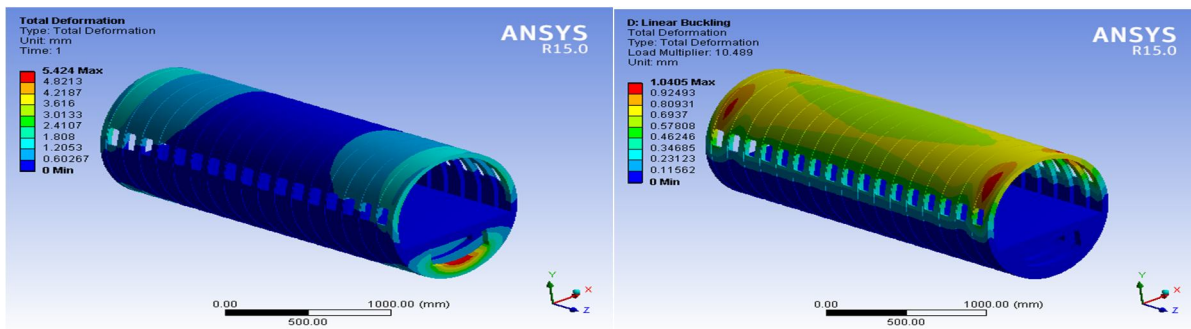 Total Deformation
Type: Total Deformation
Unit: mm
Time: 1
5.424 Max
4.8213
4.2187
3.616
3.0133
2.4107
1.808
1.2053
0.60267
0 Min
ANSYS
R15.0
0.00
1000.00 (mm)
500.00
Y
X
Z
D: Linear Buckling
Total Deformation
Type: Total Deformation
Load Multiplier: 10.489
Unit: mm
1.0405 Max
0.92493
0.80931
0.6937
0.57808
0.46246
0.34685
0.23123
0.11562
0 Min
ANSYS
R15.0
0.00
1000.00 (mm)
500.00
Y
X
Z